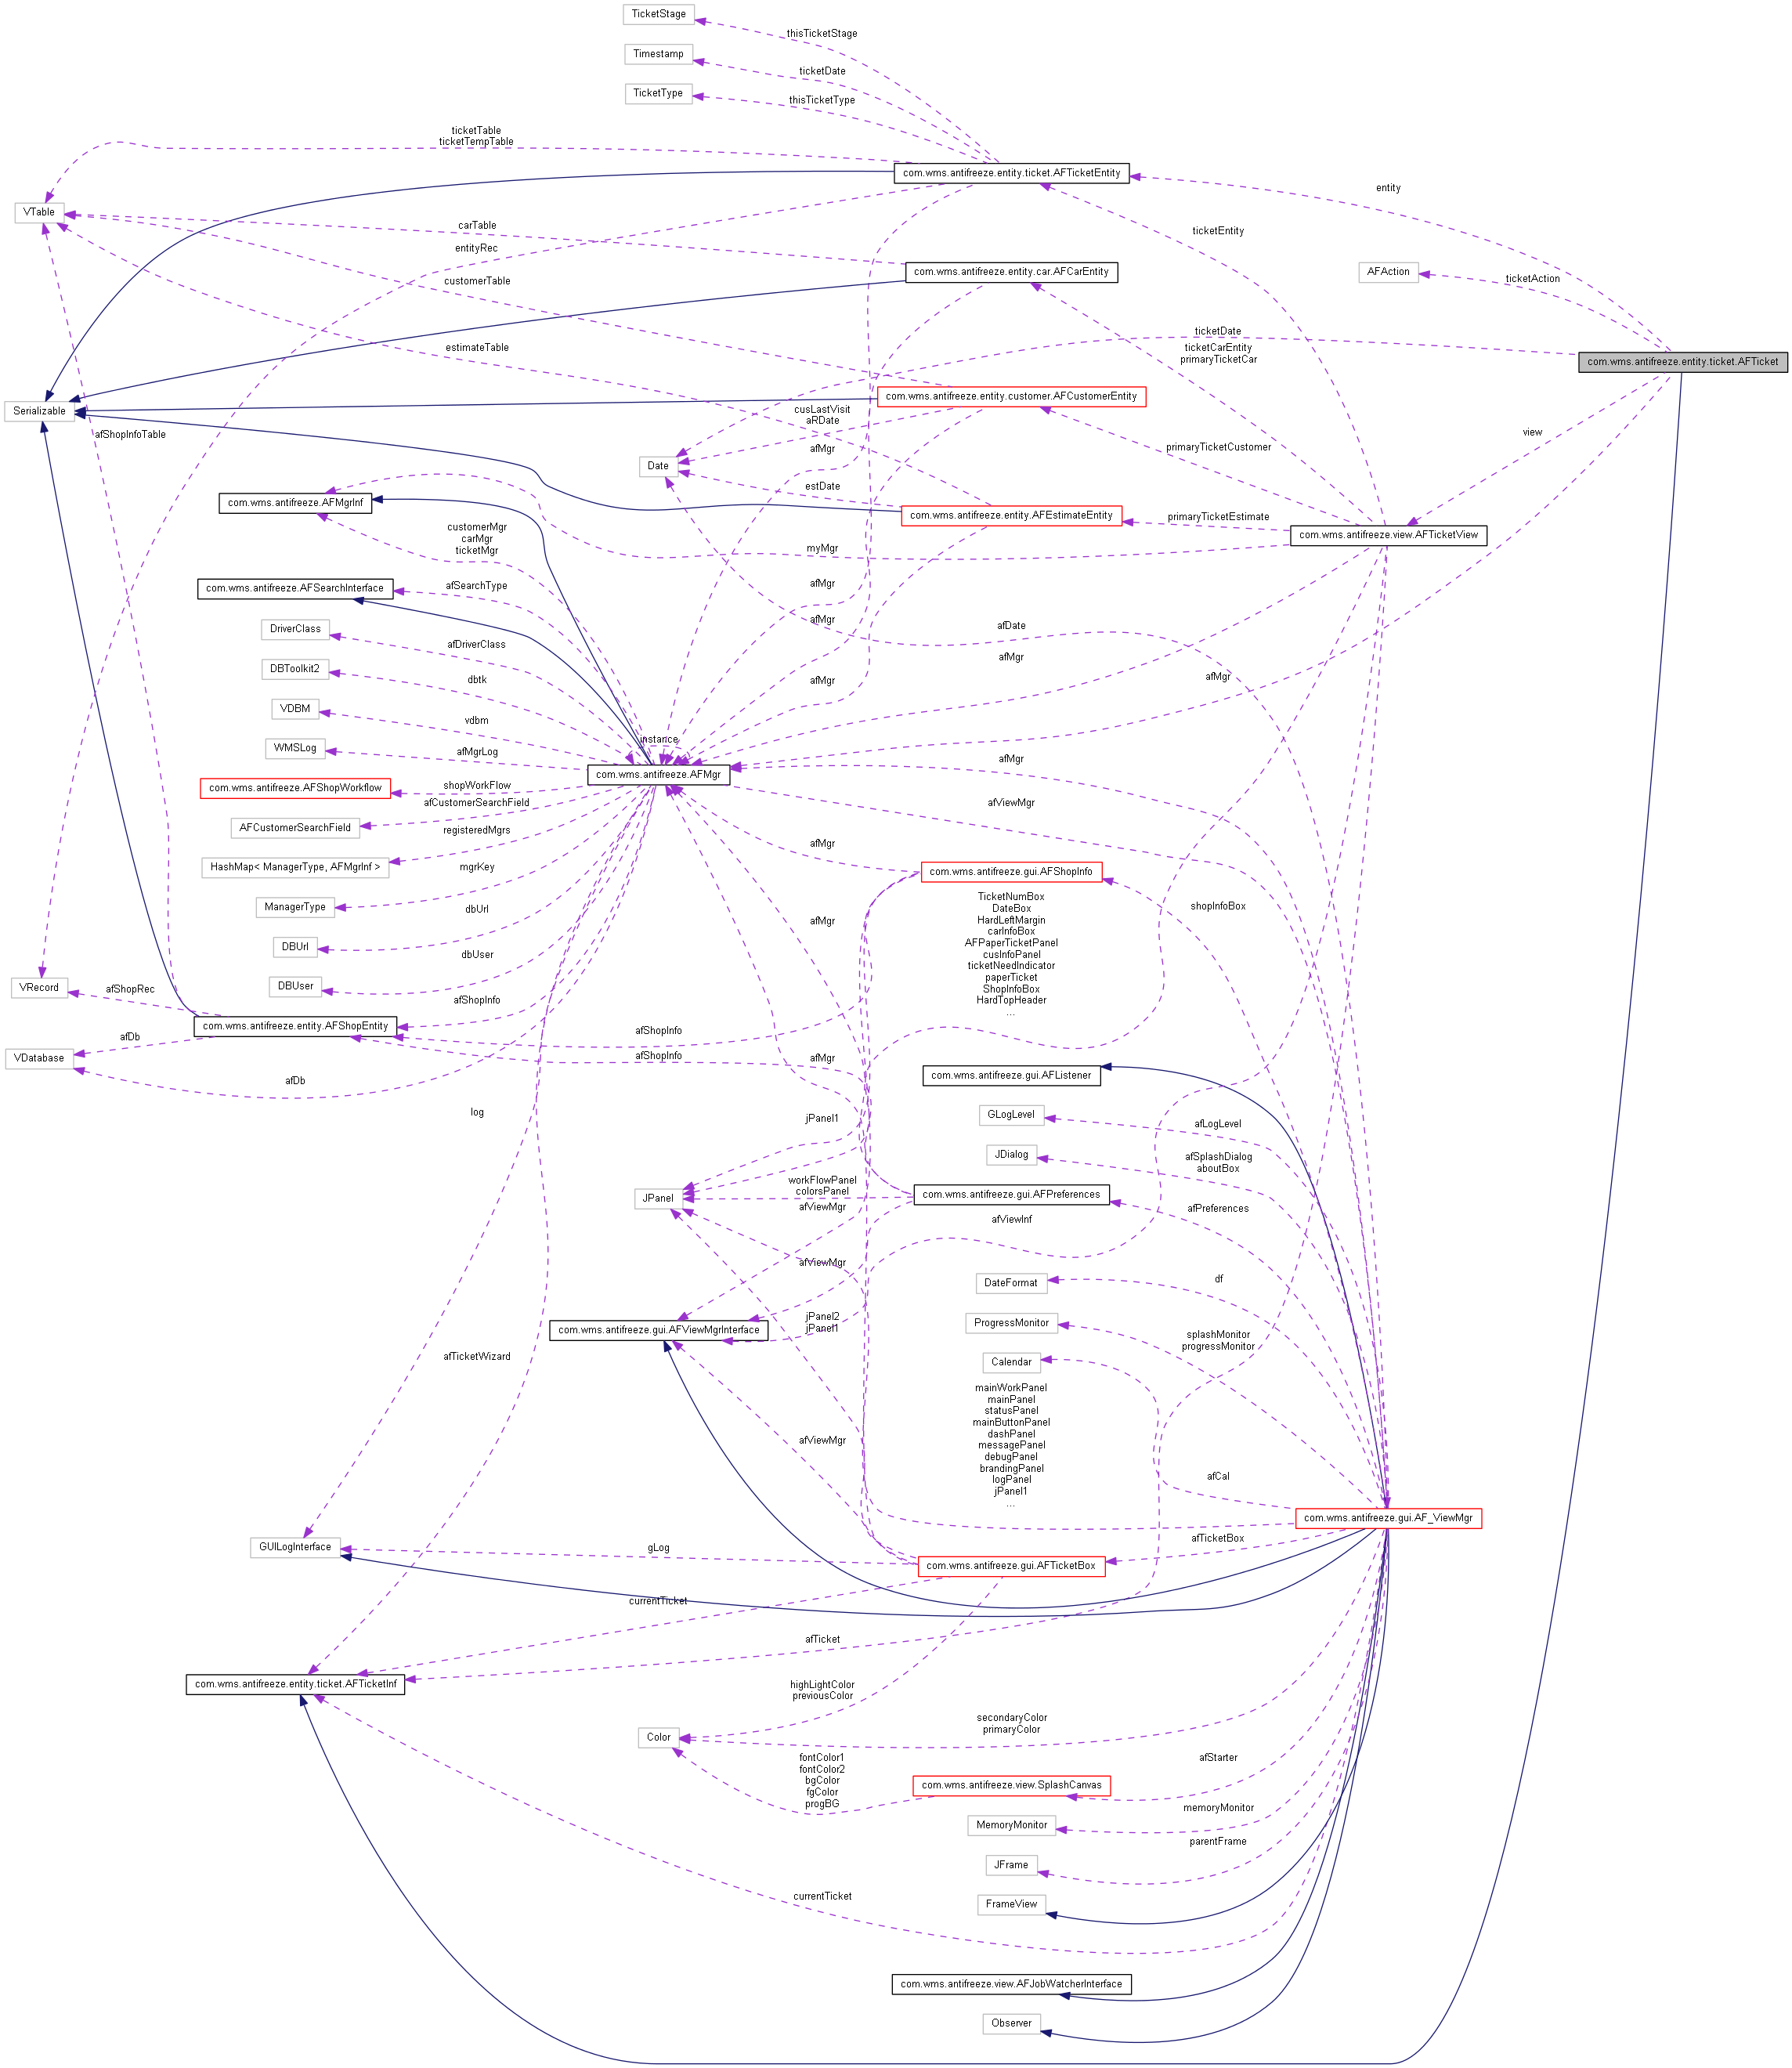 TicketStage
thisTicketStage
Timestamp
ticketDate
TicketType
thisTicketType
ticketTable
ticketTempTable
com.wms.antifreeze.entity.ticket.AFTicketEntity
entity
VTable
carTable
ticketEntity
entityRec
com.wms.antifreeze.entity.car.AFCarEntity
AFAction
ticketAction
customerTable
ticketDate
estimateTable
ticketCarEntity
primaryTicketCar
com.wms.antifreeze.entity.ticket.AFTicket
com.wms.antifreeze.entity.customer.AFCustomerEntity
Serializable
cusLastVisit
aRDate
afShopInfoTable
view
afMgr
primaryTicketCustomer
Date
estDate
com.wms.antifreeze.AFMgrInf
com.wms.antifreeze.entity.AFEstimateEntity
primaryTicketEstimate
customerMgr
carMgr
ticketMgr
com.wms.antifreeze.view.AFTicketView
myMgr
com.wms.antifreeze.AFSearchInterface
afSearchType
afMgr
afMgr
afDate
DriverClass
afDriverClass
afMgr
DBToolkit2
dbtk
afMgr
afMgr
VDBM
vdbm
WMSLog
afMgrLog
instance
afMgr
com.wms.antifreeze.AFMgr
com.wms.antifreeze.AFShopWorkflow
shopWorkFlow
afViewMgr
afCustomerSearchField
AFCustomerSearchField
registeredMgrs
afMgr
HashMap< ManagerType, AFMgrInf >
mgrKey
com.wms.antifreeze.gui.AFShopInfo
ManagerType
dbUrl
afMgr
shopInfoBox
TicketNumBox
DateBox
HardLeftMargin
carInfoBox
AFPaperTicketPanel
cusInfoPanel
ticketNeedIndicator
paperTicket
ShopInfoBox
HardTopHeader
...
DBUrl
dbUser
DBUser
VRecord
afShopRec
afShopInfo
com.wms.antifreeze.entity.AFShopEntity
afShopInfo
afDb
VDatabase
afShopInfo
afMgr
afDb
com.wms.antifreeze.gui.AFListener
log
jPanel1
GLogLevel
afLogLevel
JDialog
afSplashDialog
aboutBox
JPanel
workFlowPanel
colorsPanel
com.wms.antifreeze.gui.AFPreferences
afViewMgr
afPreferences
afViewInf
afViewMgr
DateFormat
df
jPanel2
jPanel1
ProgressMonitor
splashMonitor
progressMonitor
com.wms.antifreeze.gui.AFViewMgrInterface
afTicketWizard
Calendar
mainWorkPanel
mainPanel
statusPanel
mainButtonPanel
dashPanel
messagePanel
debugPanel
brandingPanel
logPanel
jPanel1
...
afViewMgr
afCal
com.wms.antifreeze.gui.AF_ViewMgr
GUILogInterface
gLog
afTicketBox
com.wms.antifreeze.gui.AFTicketBox
currentTicket
afTicket
com.wms.antifreeze.entity.ticket.AFTicketInf
highLightColor
previousColor
secondaryColor
primaryColor
Color
fontColor1
fontColor2
bgColor
fgColor
progBG
afStarter
com.wms.antifreeze.view.SplashCanvas
memoryMonitor
MemoryMonitor
parentFrame
JFrame
currentTicket
FrameView
com.wms.antifreeze.view.AFJobWatcherInterface
Observer